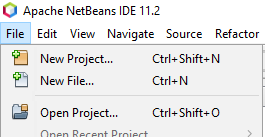 Apache NetBeans IDE 11.2
File Edit View Navigate Source Refactor
New Project... Ctrl+Shift+N
New File... Ctrl+N
Open Project... Ctrl+Shift+O
Open Recent Project